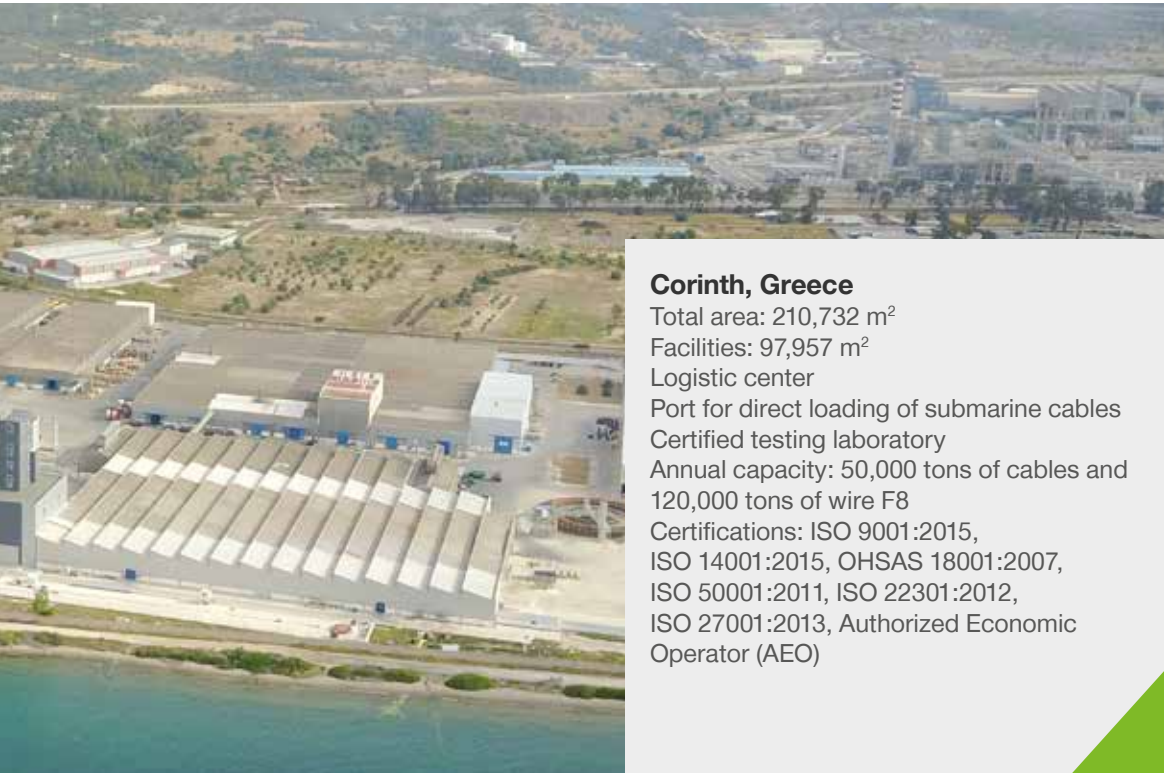 Corinth, Greece
Total area: 210,732 m²
Facilities: 97,957 m²
Logistic center
Port for direct loading of submarine cables
Certified testing laboratory
Annual capacity: 50,000 tons of cables and
120,000 tons of wire F8
Certifications: ISO 9001:2015,
ISO 14001:2015, OHSAS 18001:2007,
ISO 50001:2011, ISO 22301:2012,
ISO 27001:2013, Authorized Economic
Operator (AEO)